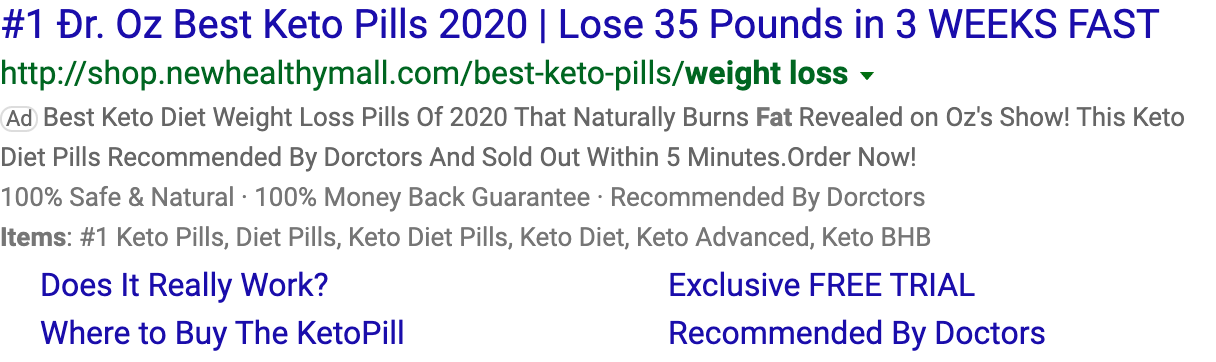 #1 Ðr. Oz Best Keto Pills 2020 | Lose 35 Pounds in 3 WEEKS FAST
http://shop.newhealthymall.com/best-keto-pills/weight loss
Ad Best Keto Diet Weight Loss Pills Of 2020 That Naturally Burns Fat Revealed on Oz's Show! This Keto
Diet Pills Recommended By Dorctors And Sold Out Within 5 Minutes.Order Now!
100% Safe & Natural · 100% Money Back Guarantee · Recommended By Dorctors
Items: #1 Keto Pills, Diet Pills, Keto Diet Pills, Keto Diet, Keto Advanced, Keto BHB
Does It Really Work? Exclusive FREE TRIAL
Where to Buy The KetoPill Recommended By Doctors